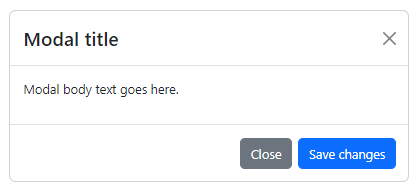 Modal title
Modal body text goes here.
Close Save changes